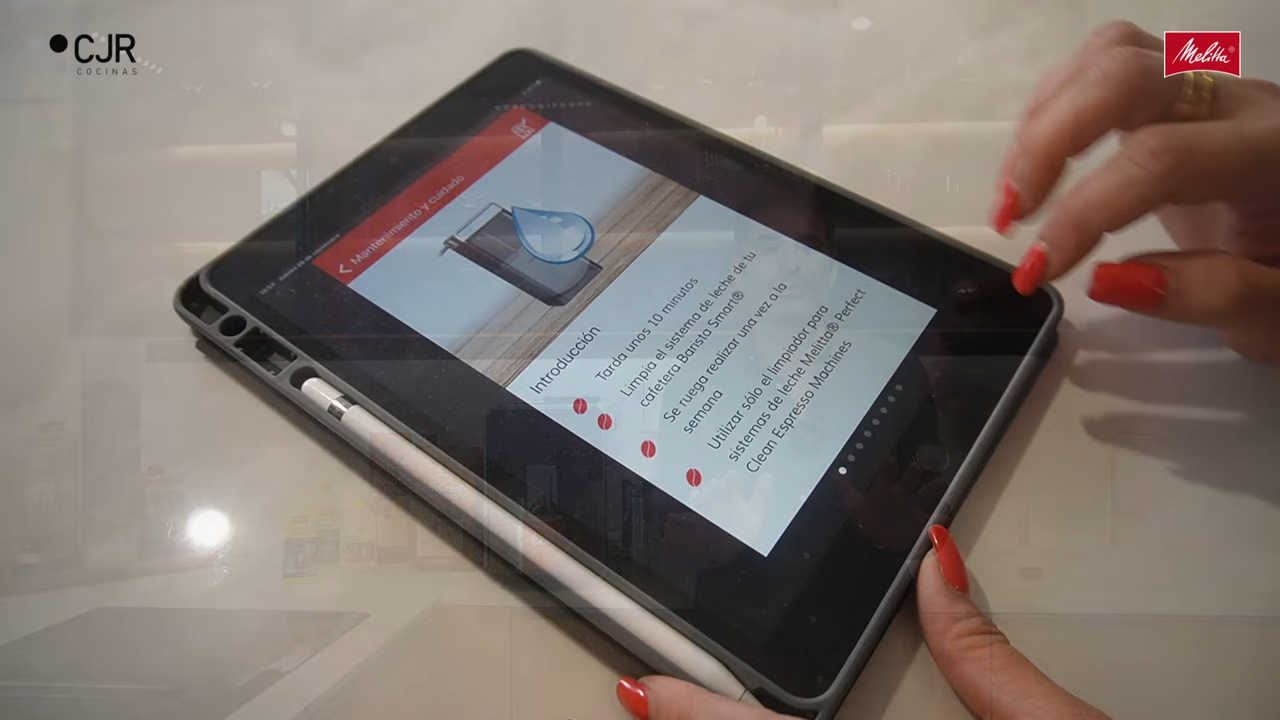 CJR
COCINAS
Melitta®
Mantenimiento y cuidado
Introducción
Tarda unos 10 minutos
Limpia el sistema de leche de tu
cafetera Barista Smart®
Se ruega realizar una vez a la
semana
Utilizar sólo el limpiador para
sistemas de leche Melitta® Perfect
Clean Espresso Machines